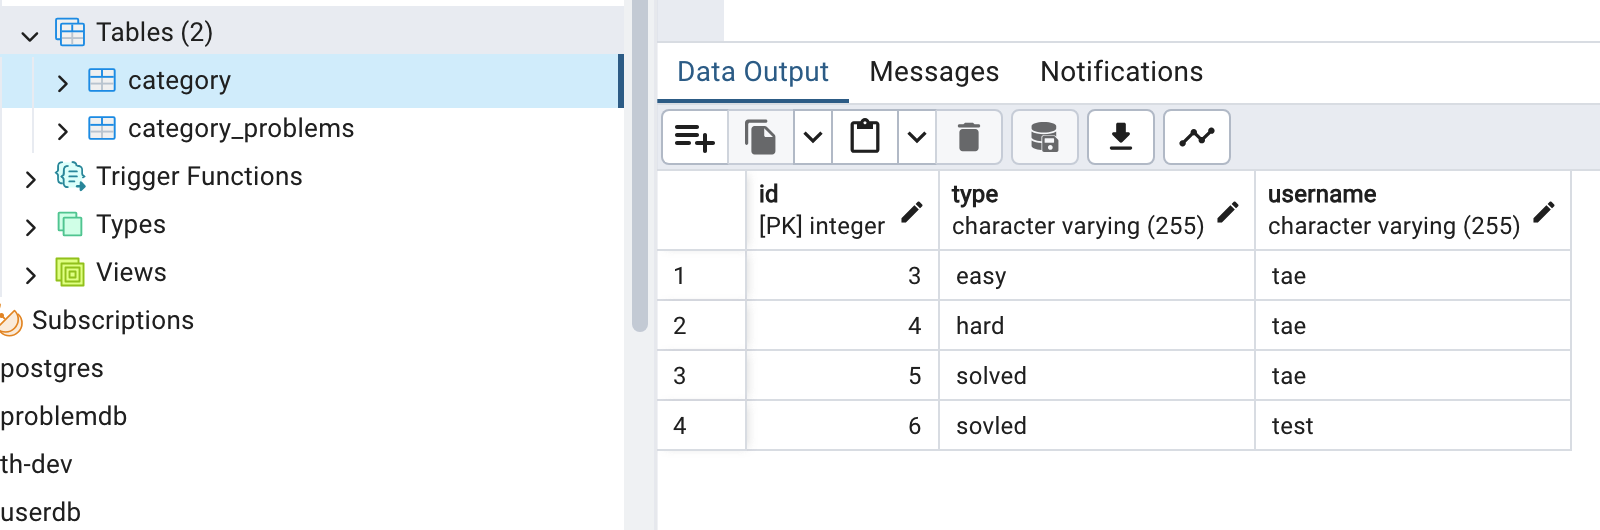 Tables (2)
category
category_problems
Trigger Functions
Types
Views
Subscriptions
postgres
problemdb
th-dev
userdb
Data Output Messages Notifications
id type username
[PK] integer character varying (255) character varying (255)
1 3 easy tae
2 4 hard tae
3 5 solved tae
4 6 sovled test